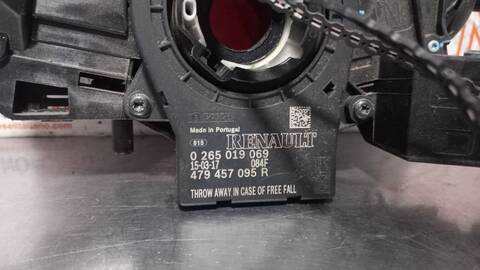 Made in Portugal
RENAULT
0 265 019 069
15-03-17 084F
479 457 095 R
THROW AWAY IN CASE OF FREE FALL